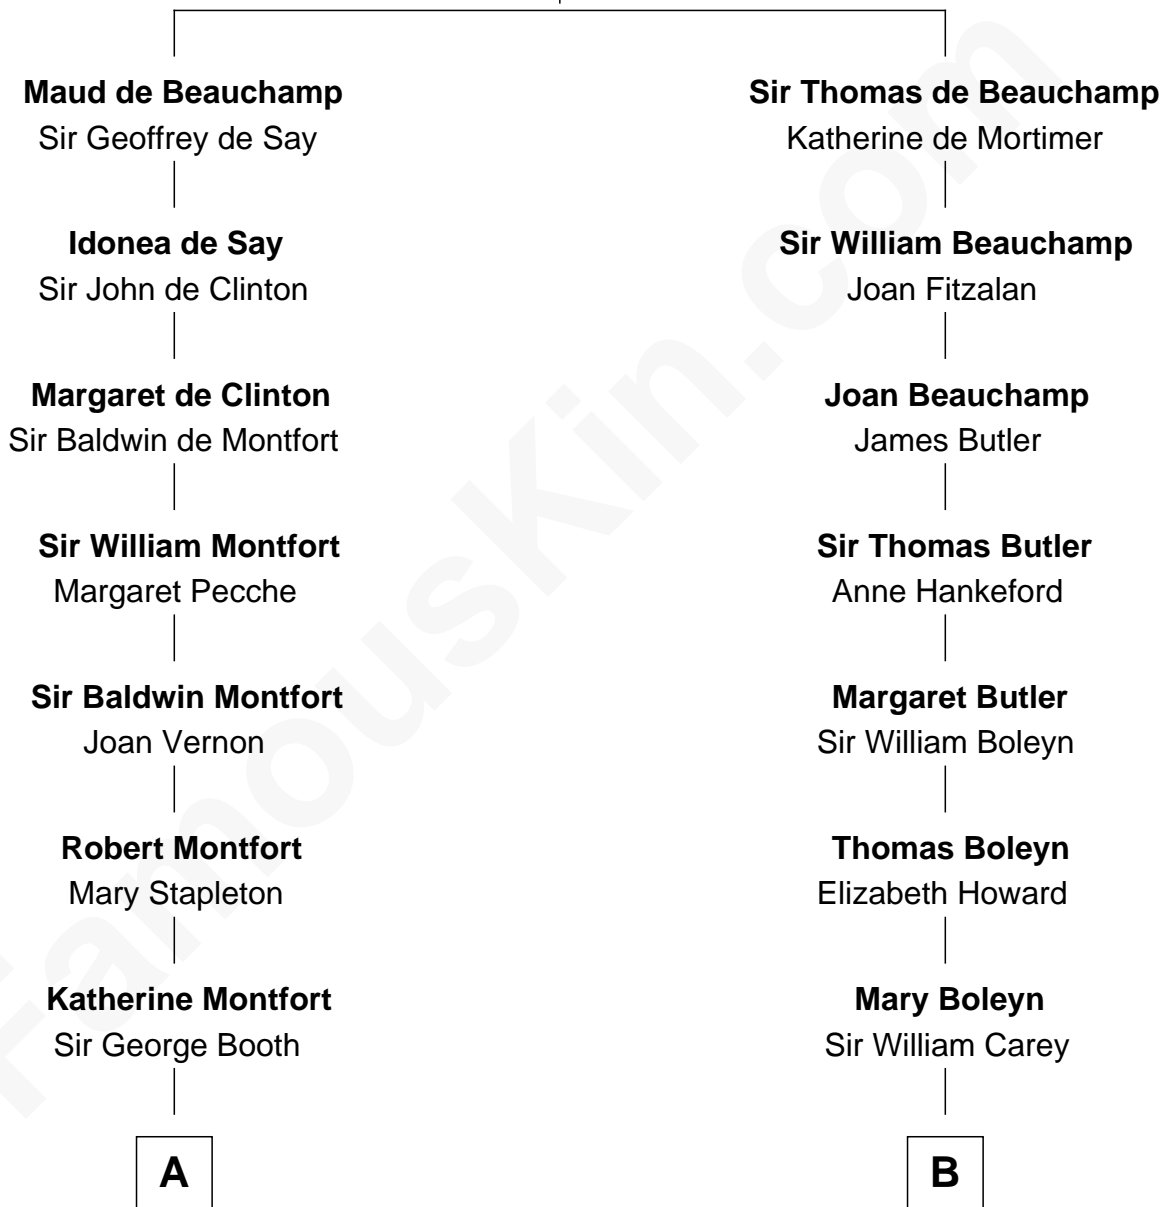 Maud de Beauchamp
Sir Geoffrey de Say
Idonea de Say
Sir John de Clinton
Margaret de Clinton
Sir Baldwin de Montfort
Sir William Montfort
Margaret Pecche
Sir Baldwin Montfort
Joan Vernon
Robert Montfort
Mary Stapleton
Katherine Montfort
Sir George Booth
A
Sir Thomas de Beauchamp
Katherine de Mortimer
Sir William Beauchamp
Joan Fitzalan
Joan Beauchamp
James Butler
Sir Thomas Butler
Anne Hankeford
Margaret Butler
Sir William Boleyn
Thomas Boleyn
Elizabeth Howard
Mary Boleyn
Sir William Carey
B
FamousKin.com